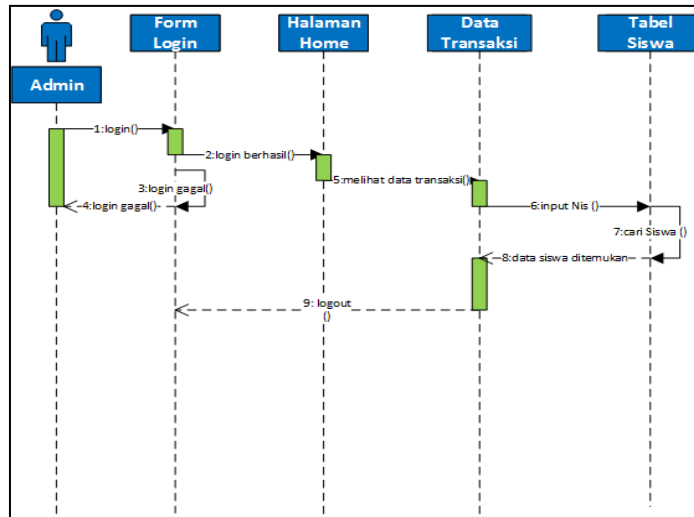 Form
Login
Halaman
Home
Data
Transaksi
Tabel
Siswa
Admin
1:login()
2:login berhasil()
3:login gagal()
4:login gagal()
5:melihat data transaksi()
6:input Nis ()
7:cari Siswa ()
8:data siswa ditemukan
9: logout
()